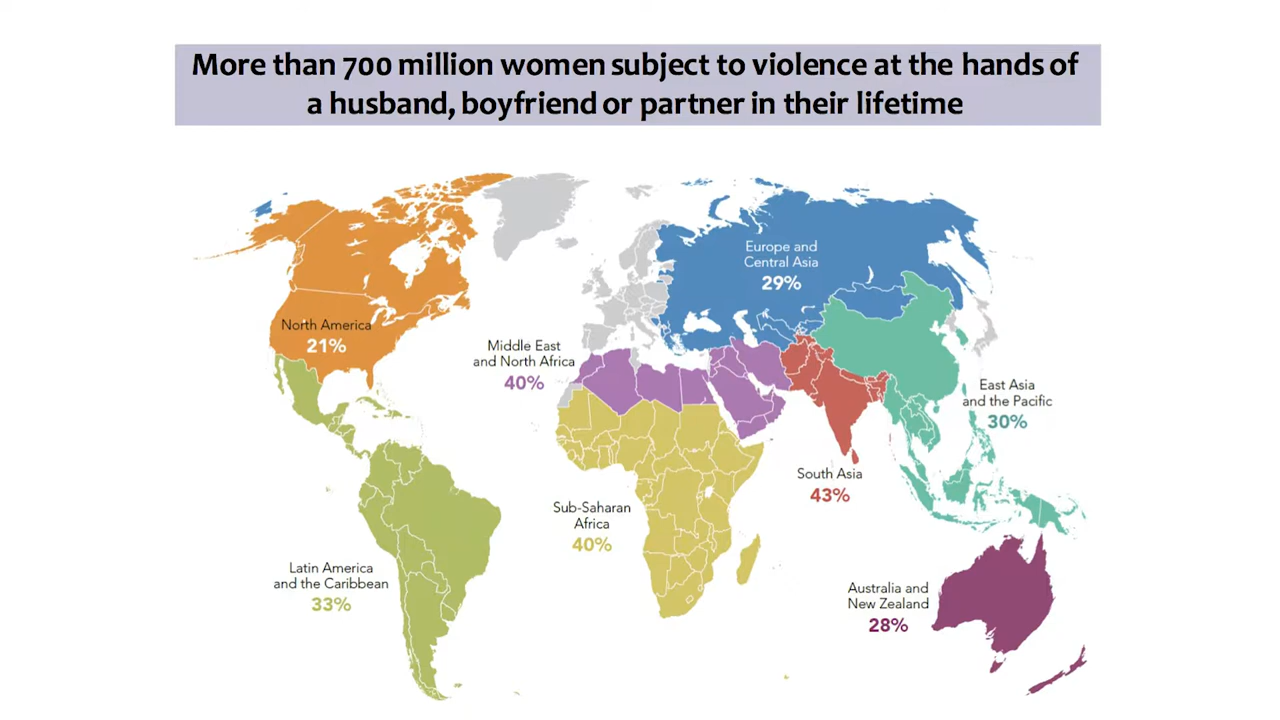 More than 700 million women subject to violence at the hands of
a husband, boyfriend or partner in their lifetime
Europe and
Central Asia
29%
North America
21%
Middle East
and North Africa
40%
East Asia
and the Pacific
30%
South Asia
43%
Sub-Saharan
Africa
40%
Latin America
and the Caribbean
33%
Australia and
New Zealand
28%